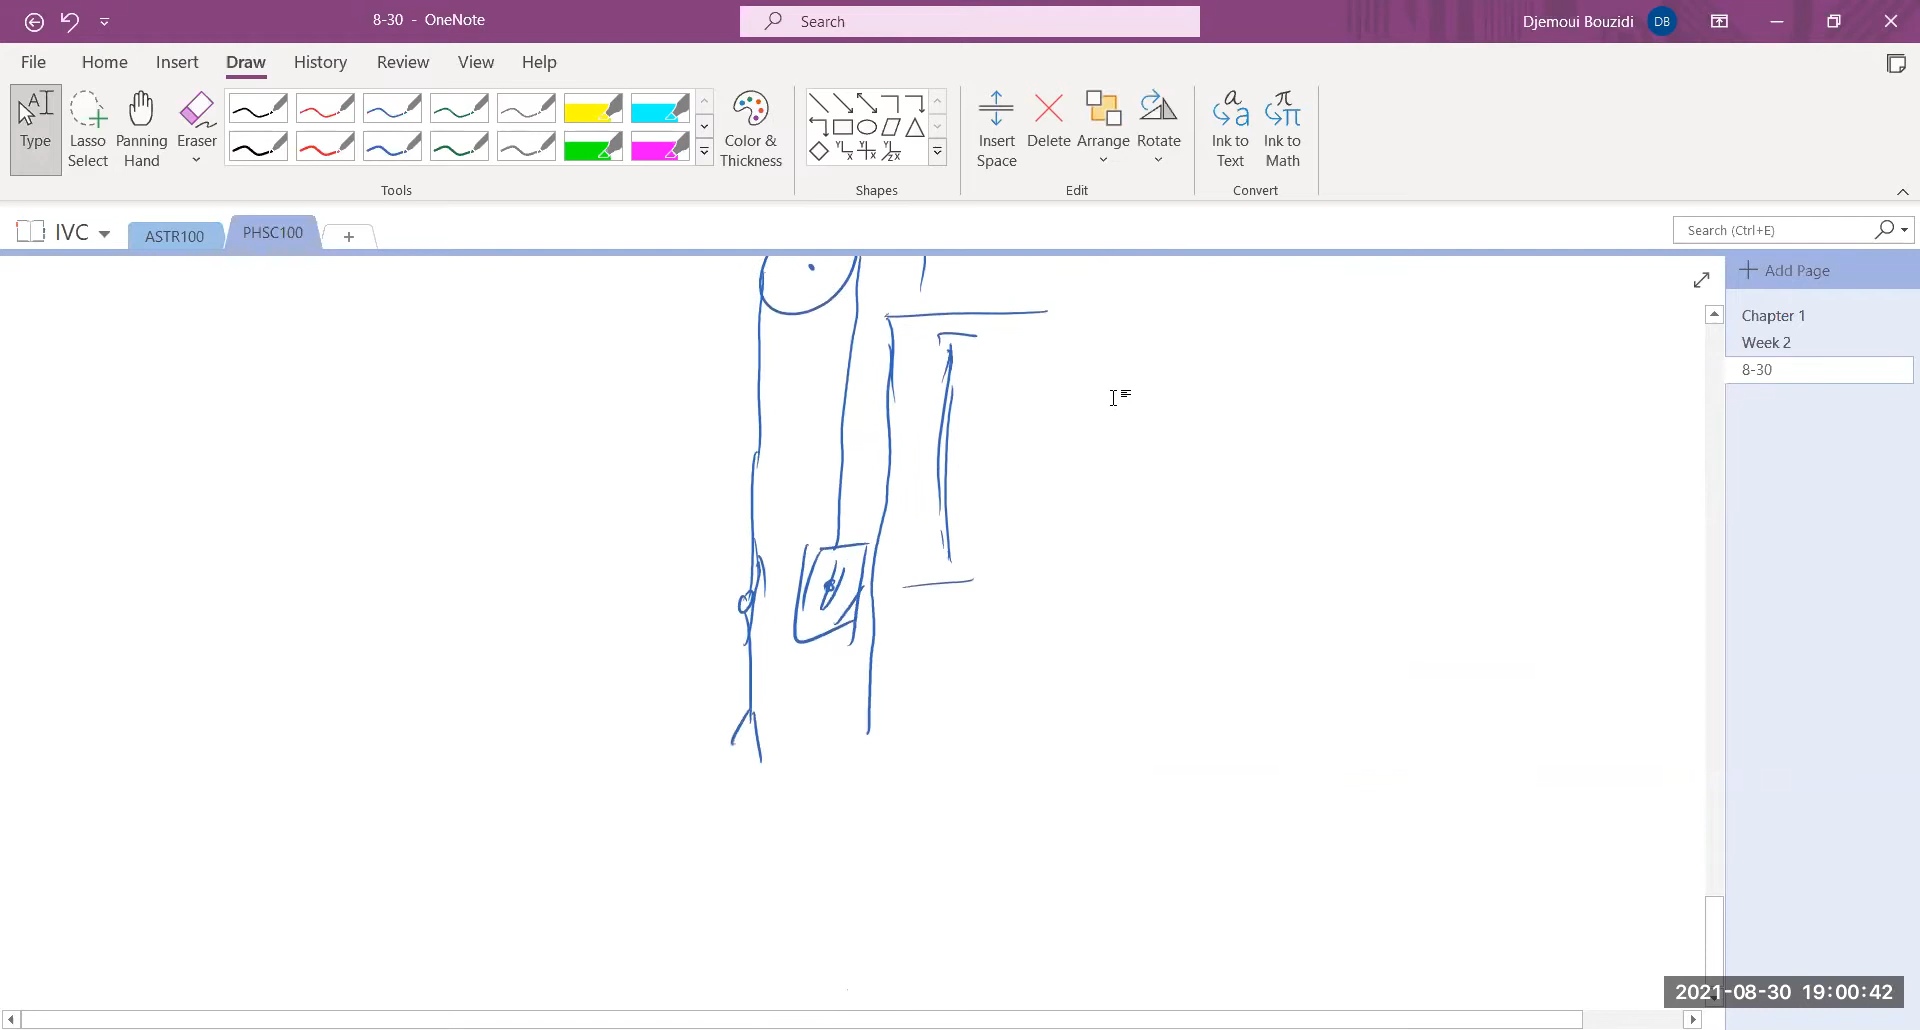 8-30 - OneNote
Search
Djemoui Bouzidi
DB
File Home Insert Draw History Review View Help
Type
Lasso Select
Panning Hand
Eraser
Color & Thickness
Insert Space
Delete
Arrange
Rotate
Ink to Text
Ink to Math
Tools
Shapes
Edit
Convert
IVC
ASTR100
PHSC100
Search (Ctrl+E)
Add Page
Chapter 1
Week 2
8-30
2021-08-30 19:00:42